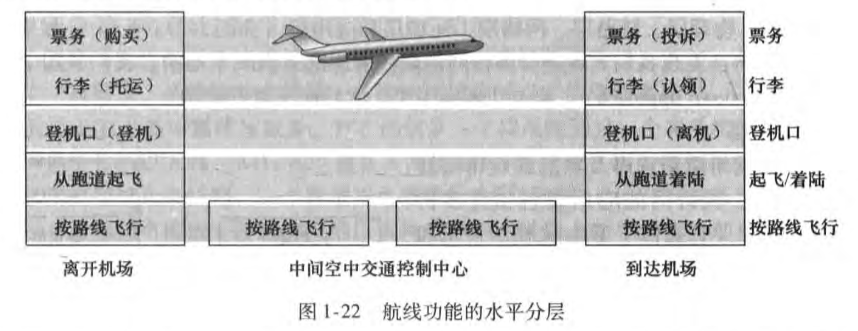 票务（购买） 票务（投诉） 票务
行李（托运） 行李（认领） 行李
登机口（登机） 登机口（离机） 登机口
从跑道起飞 从跑道着陆 起飞/着陆
按路线飞行 按路线飞行 按路线飞行 按路线飞行 按路线飞行
离开机场 中间空中交通控制中心 到达机场
图 1-22 航线功能的水平分层